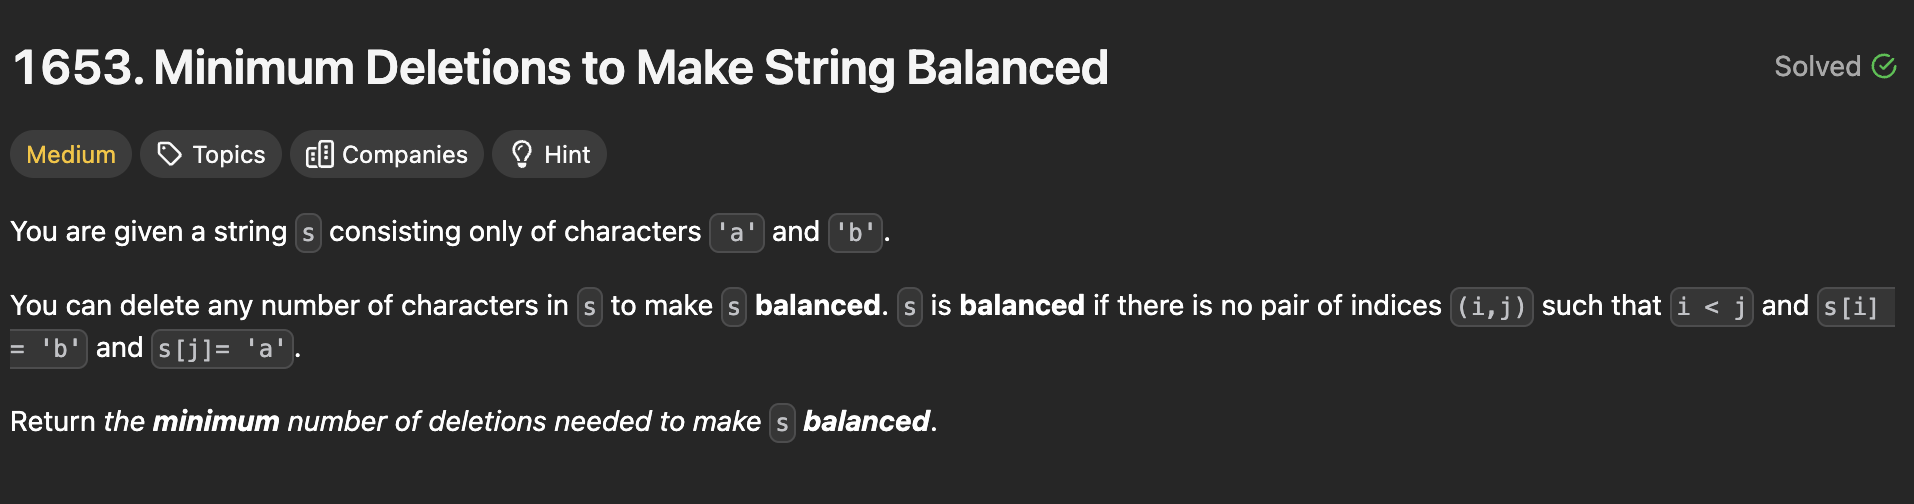 1653. Minimum Deletions to Make String Balanced
Solved
Medium Topics Companies Hint
You are given a string s consisting only of characters 'a' and 'b'.
You can delete any number of characters in s to make s balanced. s is balanced if there is no pair of indices (i,j) such that i < j and s[i]
= 'b' and s[j]= 'a'.
Return the minimum number of deletions needed to make s balanced.